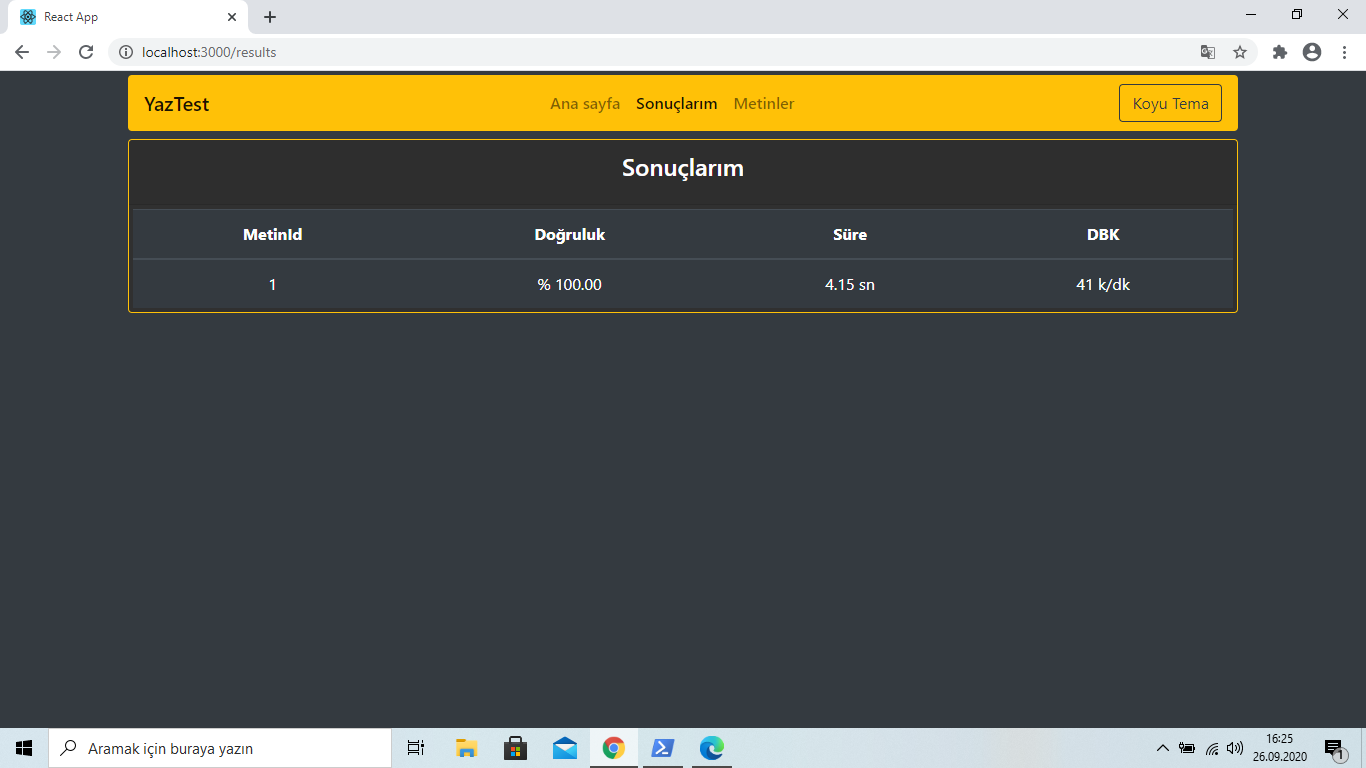 React App
localhost:3000/results
YazTest
Ana sayfa Sonuçlarım Metinler
Koyu Tema
Sonuçlarım
MetinId Doğruluk Süre DBK
1 % 100.00 4.15 sn 41 k/dk
Aramak için buraya yazın
16:25
26.09.2020
1